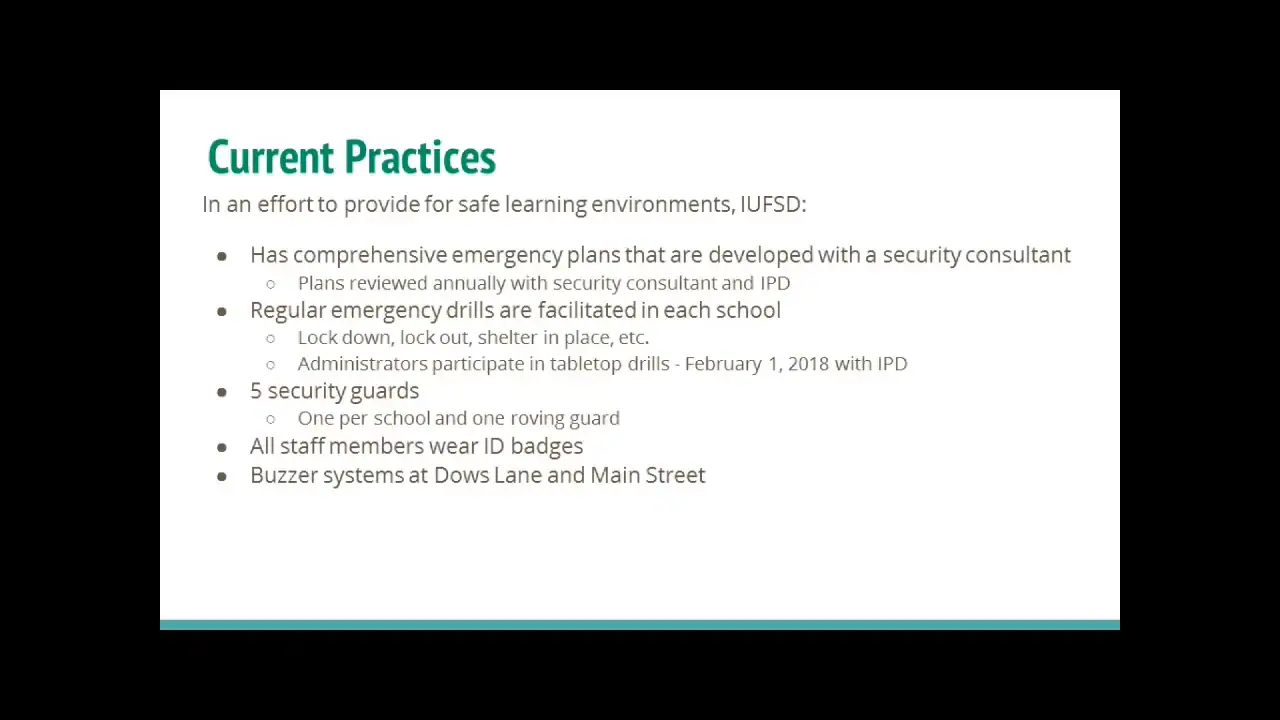 Current Practices
In an effort to provide for safe learning environments, IUFSD:
● Has comprehensive emergency plans that are developed with a security consultant
○ Plans reviewed annually with security consultant and IPD
● Regular emergency drills are facilitated in each school
○ Lock down, lock out, shelter in place, etc.
○ Administrators participate in tabletop drills - February 1, 2018 with IPD
● 5 security guards
○ One per school and one roving guard
● All staff members wear ID badges
● Buzzer systems at Dows Lane and Main Street